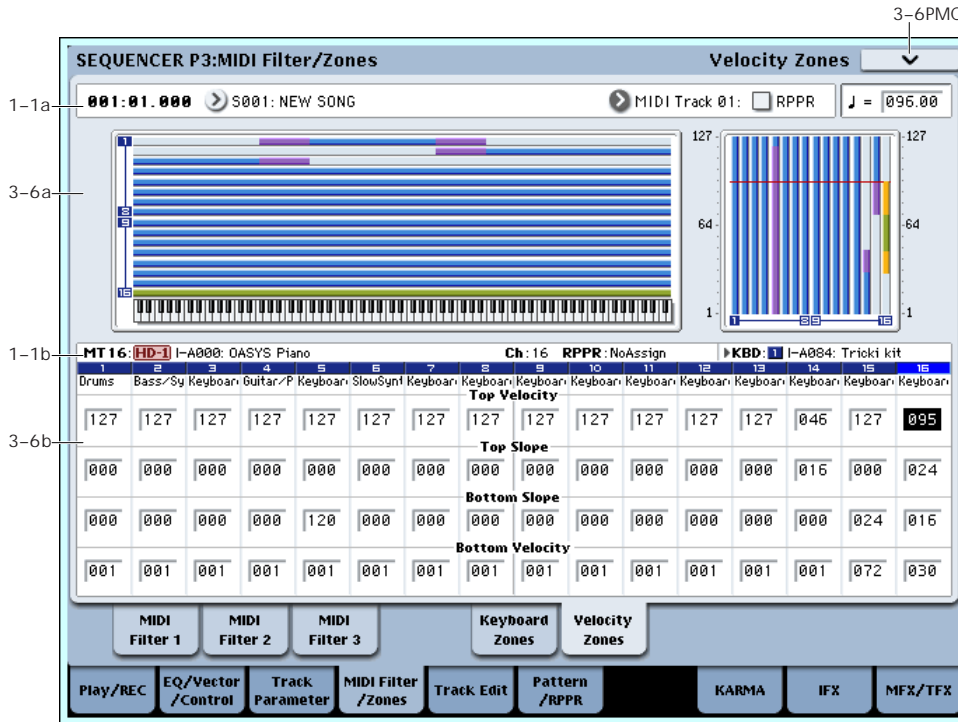 3-6PMC
SEQUENCER P3:MIDI Filter/Zones Velocity Zones
1-1a 001:01.000 S001: NEW SONG MIDI Track 01: RPPR ♩ = 096.00
1 127 127
3-6a
8
9 64 64
16
1 1 8 9 16 1
1-1b MT16: HD-1 I-A000: OASYS Piano Ch:16 RPPR:NoAssign ▶KBD: 1 I-A084: Tricki kit
1 2 3 4 5 6 7 8 9 10 11 12 13 14 15 16
Drums Bass/Sy Keyboar Guitar/P Keyboar SlowSynt Keyboar Keyboar Keyboar Keyboar Keyboar Keyboar Keyboar Keyboar Keyboar Keyboar
Top Velocity
127 127 127 127 127 127 127 127 127 127 127 127 127 046 127 095
3-6b
Top Slope
000 000 000 000 000 000 000 000 000 000 000 000 000 016 000 024
Bottom Slope
000 000 000 000 120 000 000 000 000 000 000 000 000 000 024 016
Bottom Velocity
001 001 001 001 001 001 001 001 001 001 001 001 001 001 072 030
MIDI Filter 1 MIDI Filter 2 MIDI Filter 3 Keyboard Zones Velocity Zones
Play/REC EQ/Vector /Control Track Parameter MIDI Filter /Zones Track Edit Pattern /RPPR KARMA IFX MFX/TFX